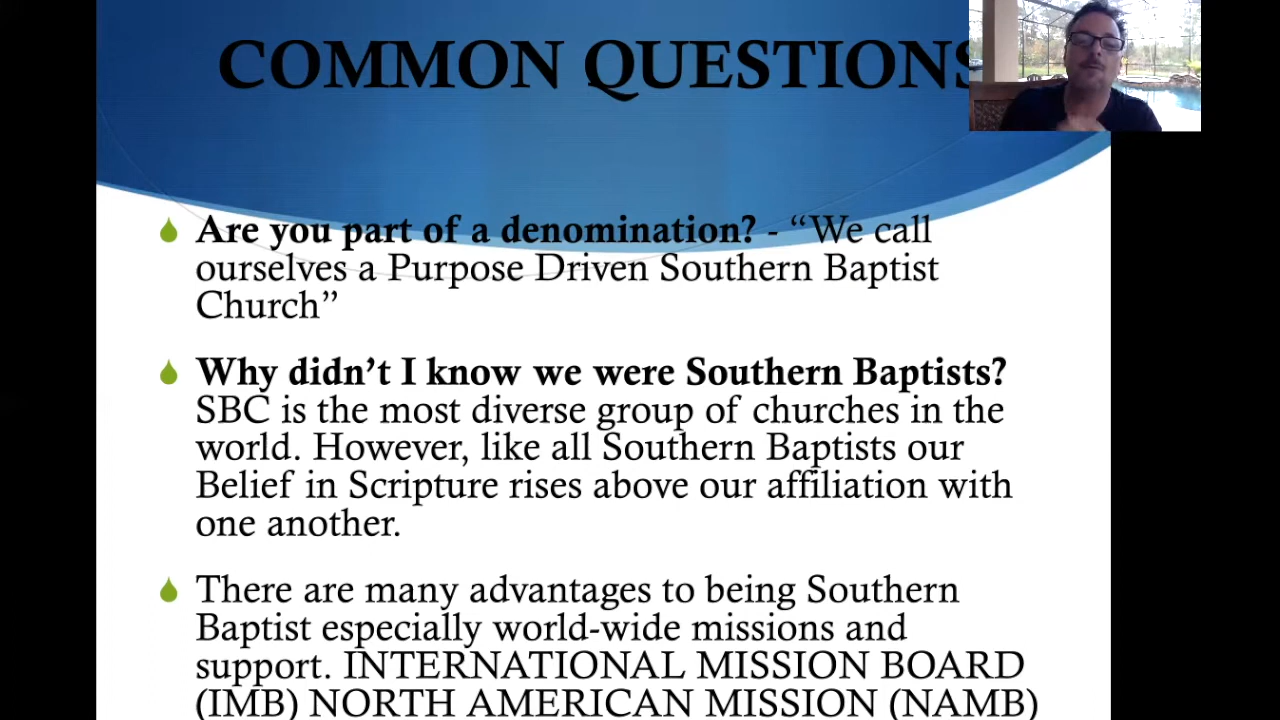 COMMON QUESTIONS
Are you part of a denomination? - “We call
ourselves a Purpose Driven Southern Baptist
Church”
Why didn’t I know we were Southern Baptists?
SBC is the most diverse group of churches in the
world. However, like all Southern Baptists our
Belief in Scripture rises above our affiliation with
one another.
There are many advantages to being Southern
Baptist especially world-wide missions and
support. INTERNATIONAL MISSION BOARD
(IMB) NORTH AMERICAN MISSION (NAMB)